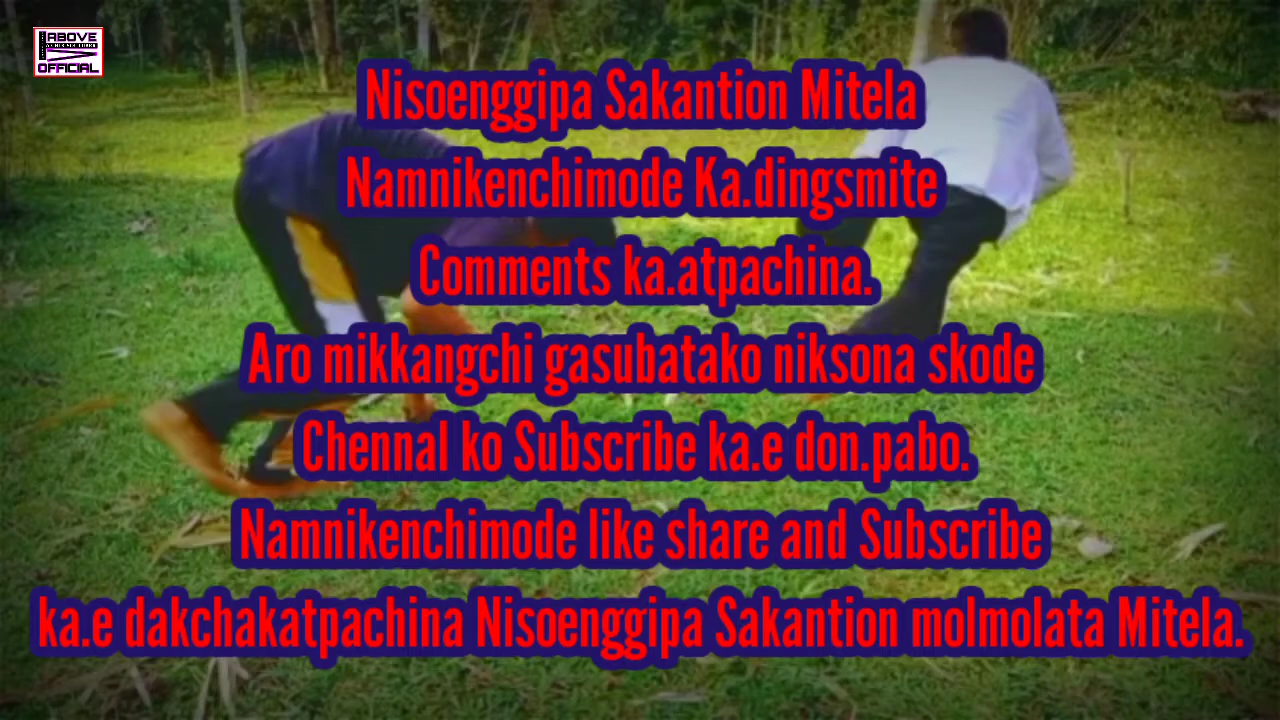 ABOVE
OFFICIAL
Nisoenggipa Sakantion Mitela
Namnikenchimode Ka.dingsmite
Comments ka.atpachina.
Aro mikkangchi gasubatako niksona skode
Chennal ko Subscribe ka.e don.pabo.
Namnikenchimode like share and Subscribe
ka.e dakchakatpachina Nisoenggipa Sakantion molmolata Mitela.